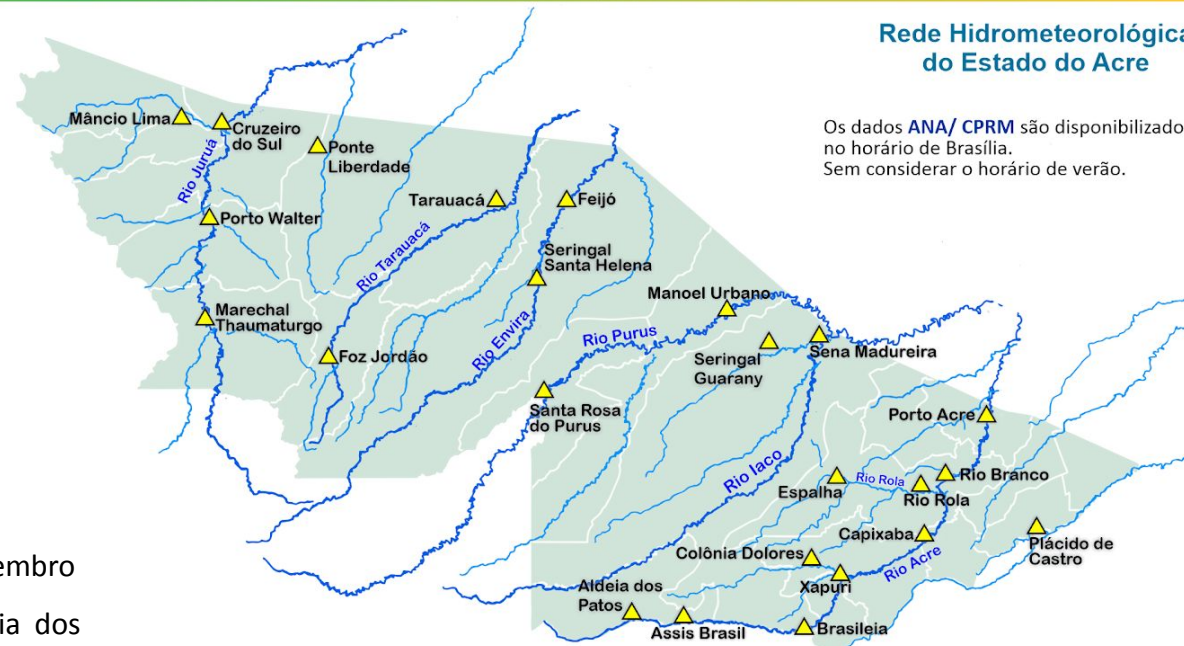 Rede Hidrometeorológica
do Estado do Acre
Os dados ANA/ CPRM são disponibilizado
no horário de Brasília.
Sem considerar o horário de verão.
Mâncio Lima
Cruzeiro
do Sul
Ponte
Liberdade
Rio Juruá
Tarauacá
Feijó
Porto Walter
Rio Tarauacá
Seringal
Santa Helena
Manoel Urbano
Marechal
Thaumaturgo
Foz Jordão
Rio Envira
Rio Purus
Seringal
Guarany
Sena Madureira
Santa Rosa
do Purus
Porto Acre
Rio Iaco
Espalha
Rio Rola
Rio Rola
Rio Branco
Capixaba
Plácido de
Castro
Colônia Dolores
Rio Acre
Xapuri
Aldeia dos
Patos
Assis Brasil
Brasileia
embro
ia dos